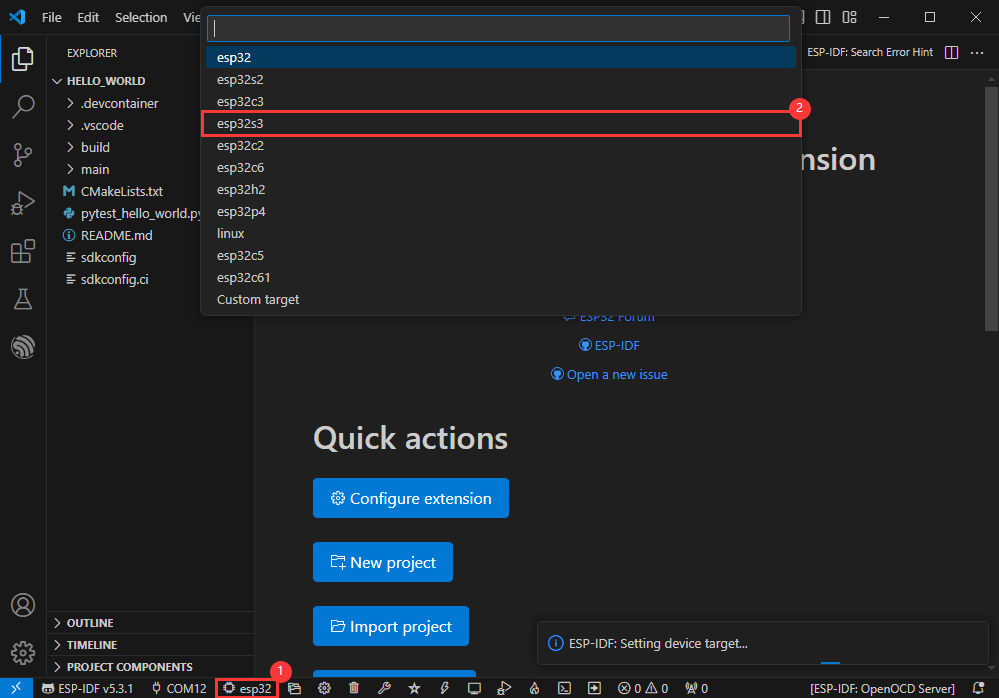 File Edit Selection
ESP-IDF: Search Error Hint
EXPLORER
HELLO_WORLD
.devcontainer
.vscode
build
main
CMakeLists.txt
pytest_hello_world.py
README.md
sdkconfig
sdkconfig.ci
esp32
esp32s2
esp32c3
2
esp32s3
esp32c2
esp32c6
esp32h2
esp32p4
linux
esp32c5
esp32c61
Custom target
nsion
ESP32 Forum
ESP-IDF
Open a new issue
Quick actions
Configure extension
New project
Import project
OUTLINE
TIMELINE
PROJECT COMPONENTS
ESP-IDF: Setting device target...
1
ESP-IDF v5.3.1 COM12 esp32 0 0 0 [ESP-IDF: OpenOCD Server]